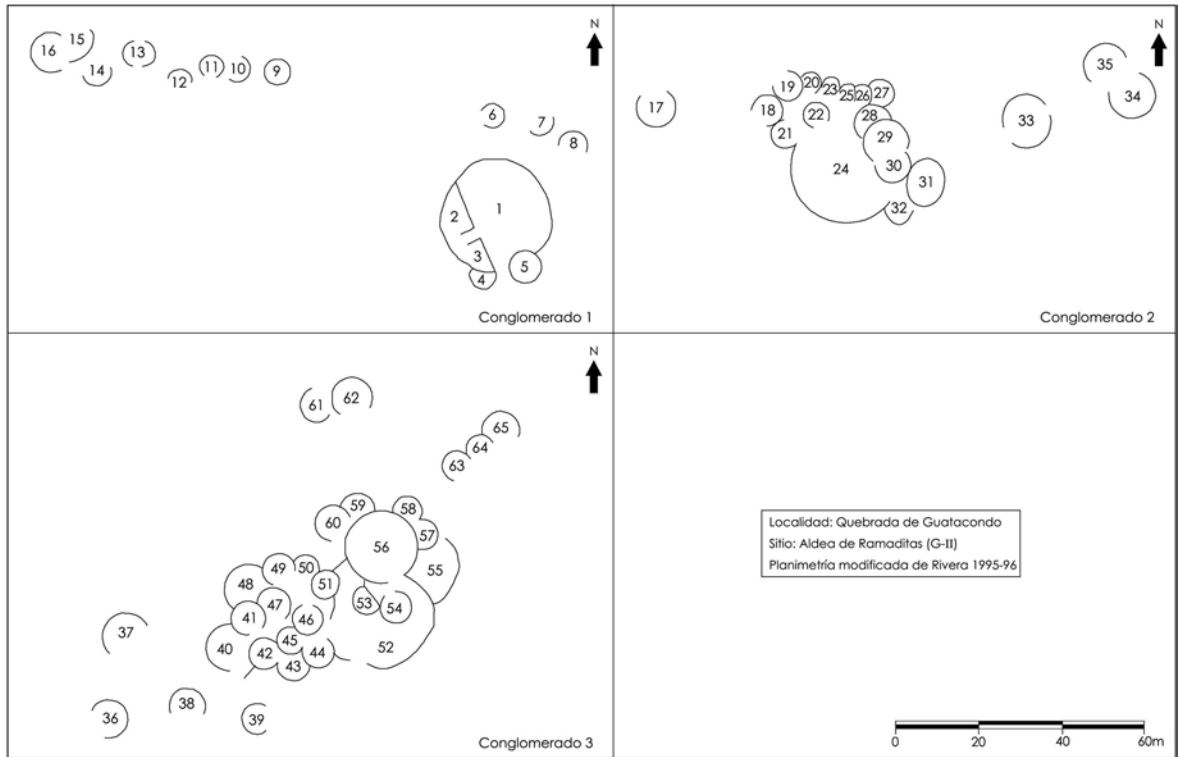 N
16 15 14 13 12 11 10 9
6 7 8
1
2
3
4
5
Conglomerado 1
N
35
34
33
17
19 20 23 25 26 27
18 22 28
21 29
24 30
31
32
Conglomerado 2
N
62
61
65
64
63
59 58
60 57
56
55
49 50
48 51
47 53 54
41 46
37
45
40 42 44 52
43
38
36 39
Conglomerado 3
Localidad: Quebrada de Guatacondo
Sitio: Aldea de Ramaditas (G-II)
Planimetría modificada de Rivera 1995-96
0 20 40 60m